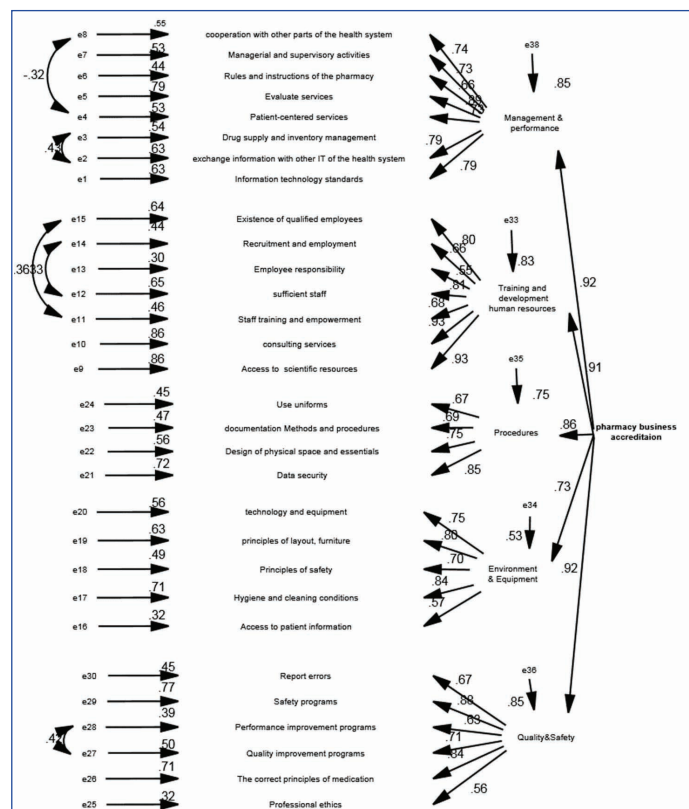 e8 .55 cooperation with other parts of the health system
e7 .53 Managerial and supervisory activities
e6 .44 Rules and instructions of the pharmacy
e5 .79 Evaluate services
e4 .53 Patient-centered services
e3 .54 Drug supply and inventory management
e2 .63 exchange information with other IT of the health system
e1 .63 Information technology standards
-.32
.74
.73
.66
.79
.79
e38
.85
Management &
performance
e15 .64 Existence of qualified employees
e14 .44 Recruitment and employment
e13 .30 Employee responsibility
e12 .65 sufficient staff
e11 .46 Staff training and empowerment
e10 .86 consulting services
e9 .86 Access to scientific resources
.3633
.80
.66
.55
.81
.68
.93
.93
e33
.83
Training and
development
human resources
e24 .45 Use uniforms
e23 .47 documentation Methods and procedures
e22 .56 Design of physical space and essentials
e21 .72 Data security
.67
.69
.75
.85
e35
.75
Procedures
e20 .56 technology and equipment
e19 .63 principles of layout, furniture
e18 .49 Principles of safety
e17 .71 Hygiene and cleaning conditions
e16 .32 Access to patient information
.75
.80
.70
.84
.57
e34
.53
Environment
& Equipment
e30 .45 Report errors
e29 .77 Safety programs
e28 .39 Performance improvement programs
e27 .50 Quality improvement programs
e26 .71 The correct principles of medication
e25 .32 Professional ethics
.67
.88
.63
.71
.84
.56
e36
.85
Quality&Safety
.92
.91
.86
.73
.92
pharmacy business
accreditaion